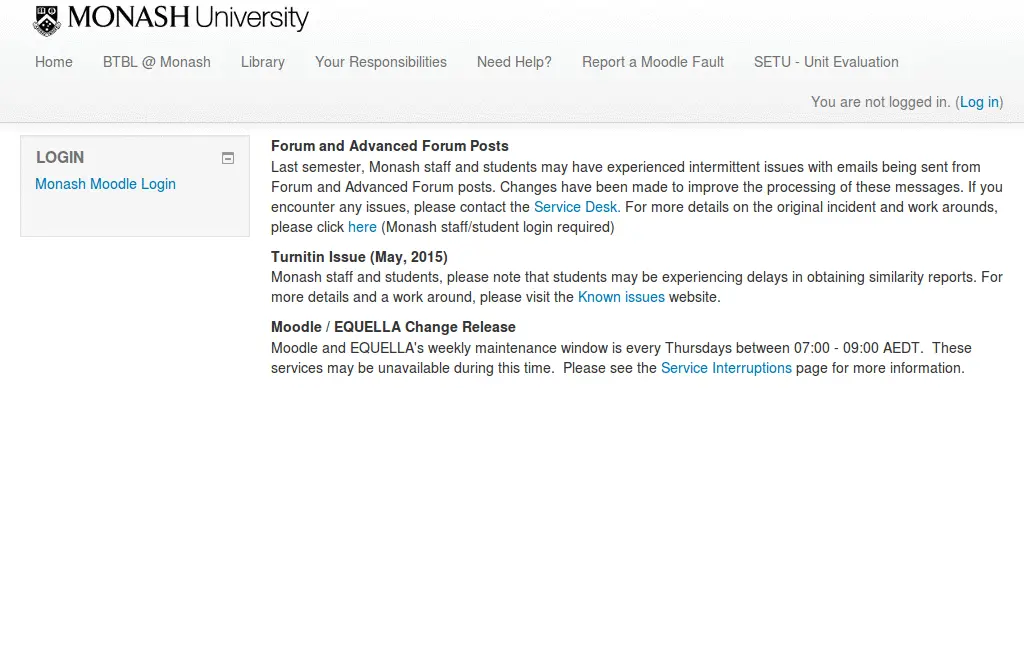 MONASH University
Home BTBL @ Monash Library Your Responsibilities Need Help? Report a Moodle Fault SETU - Unit Evaluation
You are not logged in. (Log in)
LOGIN
Monash Moodle Login
Forum and Advanced Forum Posts
Last semester, Monash staff and students may have experienced intermittent issues with emails being sent from
Forum and Advanced Forum posts. Changes have been made to improve the processing of these messages. If you
encounter any issues, please contact the Service Desk. For more details on the original incident and work arounds,
please click here (Monash staff/student login required)
Turnitin Issue (May, 2015)
Monash staff and students, please note that students may be experiencing delays in obtaining similarity reports. For
more details and a work around, please visit the Known issues website.
Moodle / EQUELLA Change Release
Moodle and EQUELLA's weekly maintenance window is every Thursdays between 07:00 - 09:00 AEDT.  These
services may be unavailable during this time.  Please see the Service Interruptions page for more information.